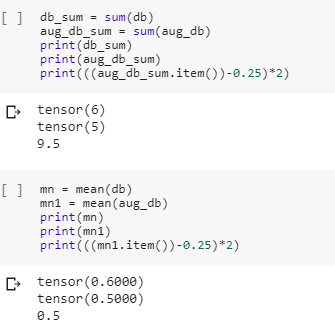 [ ] db_sum = sum(db)
aug_db_sum = sum(aug_db)
print(db_sum)
print(aug_db_sum)
print(((aug_db_sum.item())-0.25)*2)
tensor(6)
tensor(5)
9.5
[ ] mn = mean(db)
mn1 = mean(aug_db)
print(mn)
print(mn1)
print(((mn1.item())-0.25)*2)
tensor(0.6000)
tensor(0.5000)
0.5